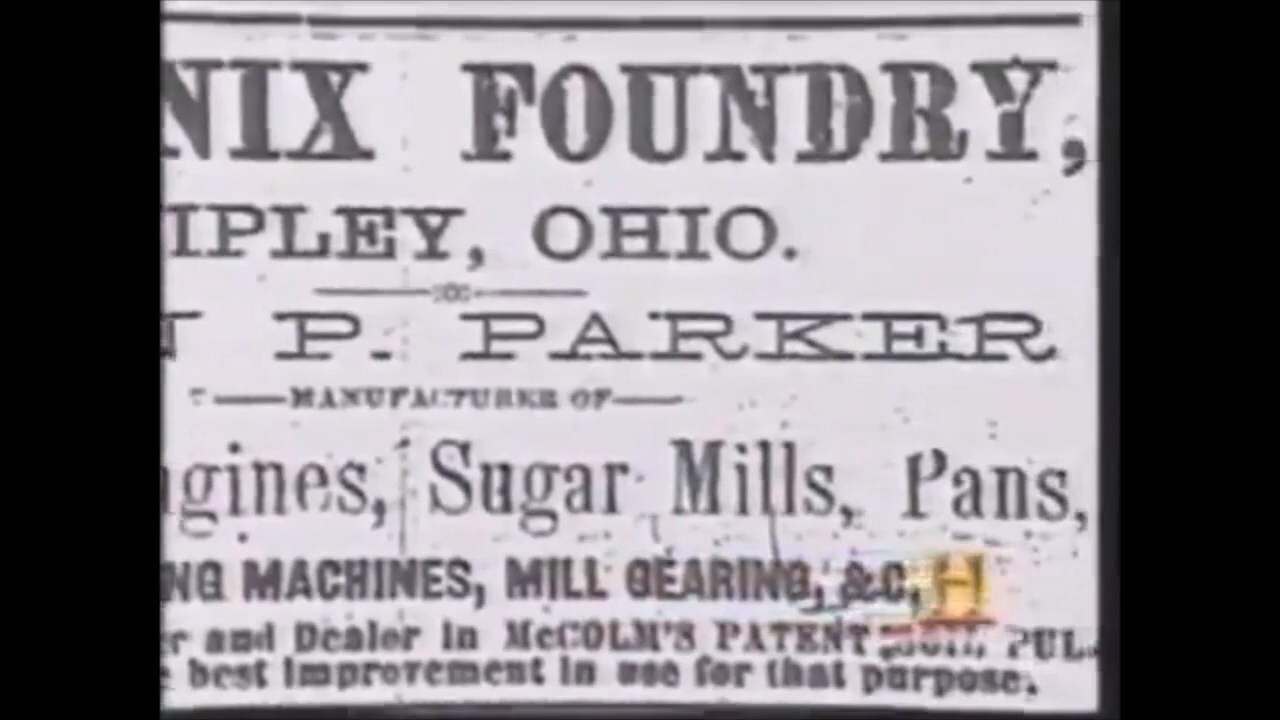 NIX FOUNDRY,
IPLEY, OHIO.
P. PARKER
MANUFACTURER OF
gines, Sugar Mills, Pans,
NG MACHINES, MILL GEARING, &C,
H
r and Dealer in McCOLM'S PATENT PUL-
best improvement in use for that purpose.